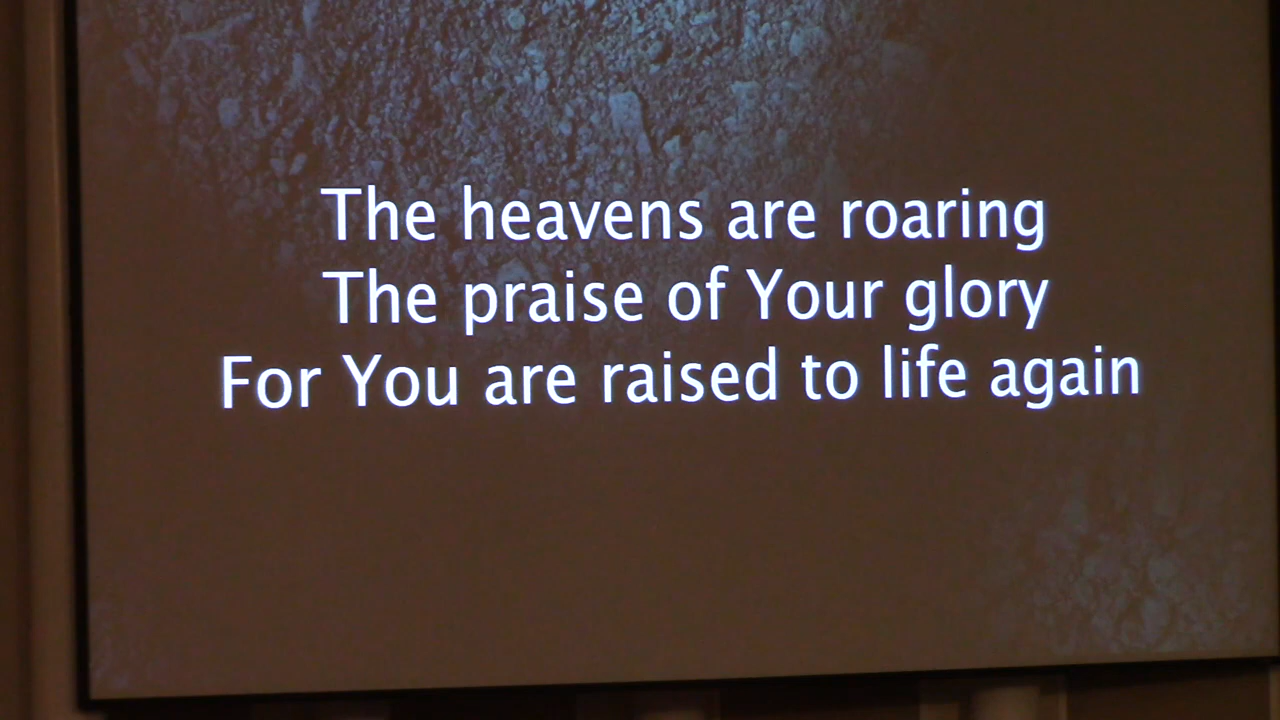 The heavens are roaring
The praise of Your glory
For You are raised to life again